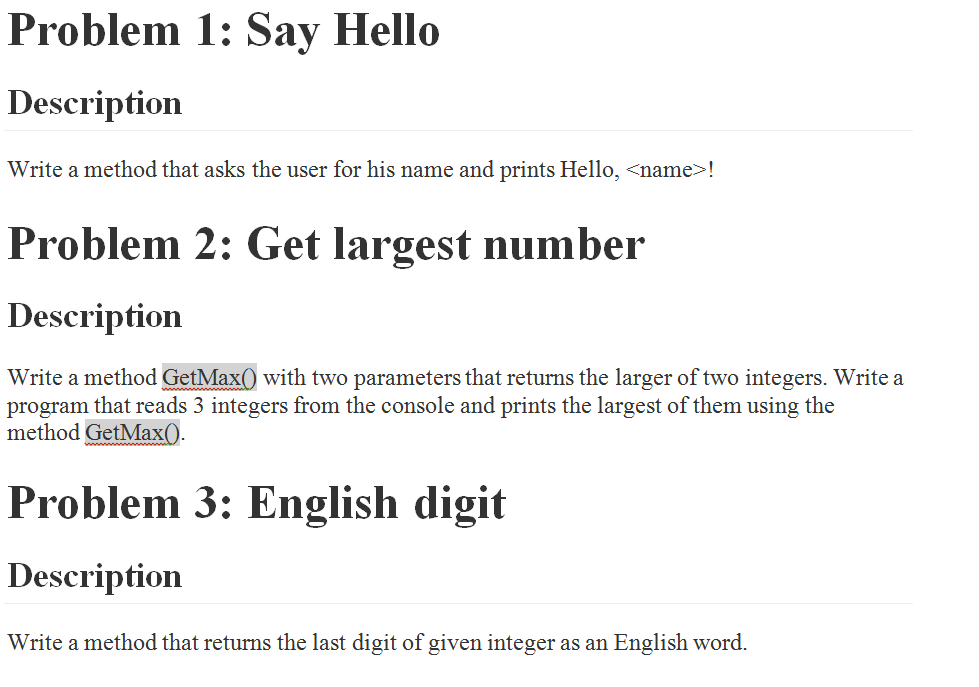 Problem 1: Say Hello
Description
Write a method that asks the user for his name and prints Hello, <name>!
Problem 2: Get largest number
Description
Write a method GetMax() with two parameters that returns the larger of two integers. Write a
program that reads 3 integers from the console and prints the largest of them using the
method GetMax().
Problem 3: English digit
Description
Write a method that returns the last digit of given integer as an English word.